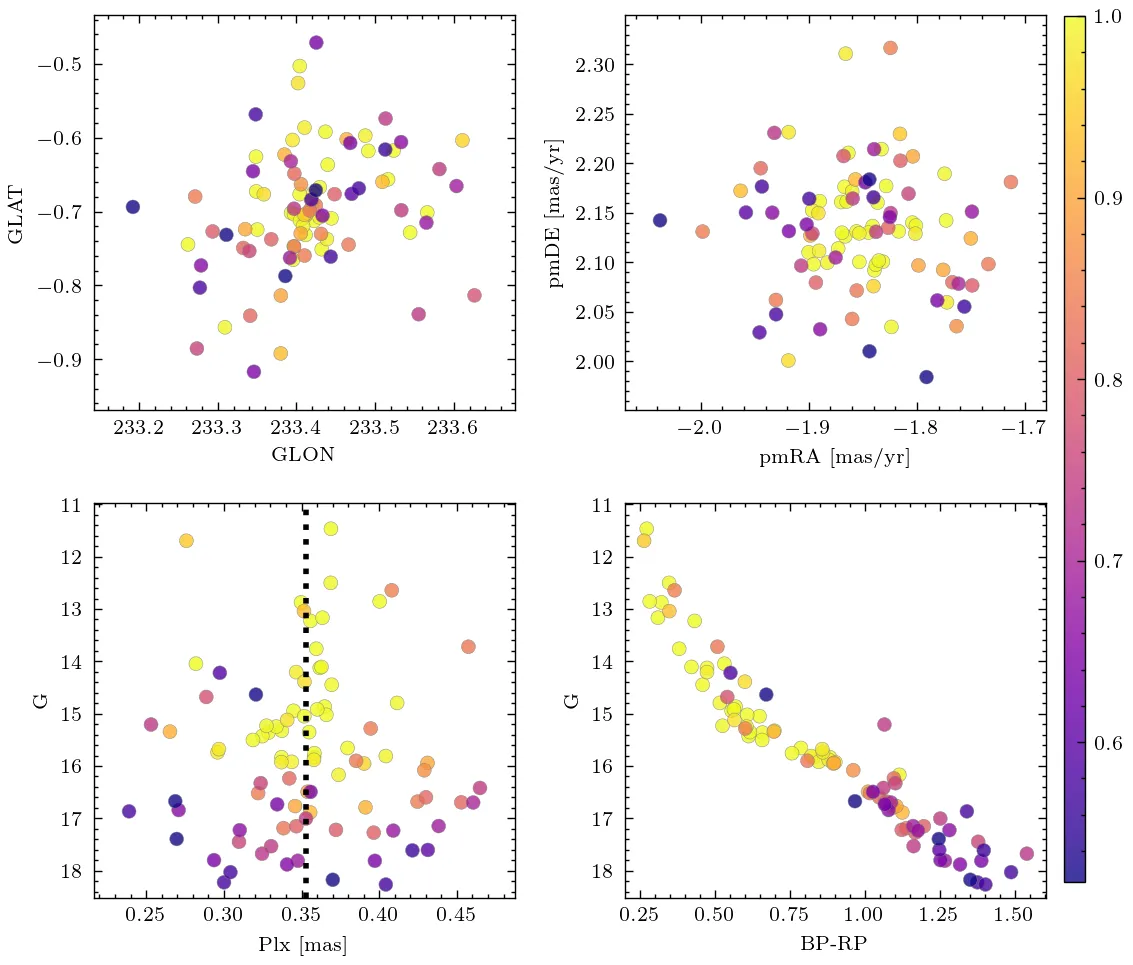 −0.5
−0.6
−0.7
−0.8
−0.9
GLAT
233.2 233.3 233.4 233.5 233.6
GLON
2.30
2.25
2.20
2.15
2.10
2.05
2.00
pmDE [mas/yr]
−2.0 −1.9 −1.8 −1.7
pmRA [mas/yr]
1.0
0.9
0.8
0.7
0.6
11
12
13
14
15
16
17
18
G
0.25 0.30 0.35 0.40 0.45
Plx [mas]
11
12
13
14
15
16
17
18
G
0.25 0.50 0.75 1.00 1.25 1.50
BP-RP